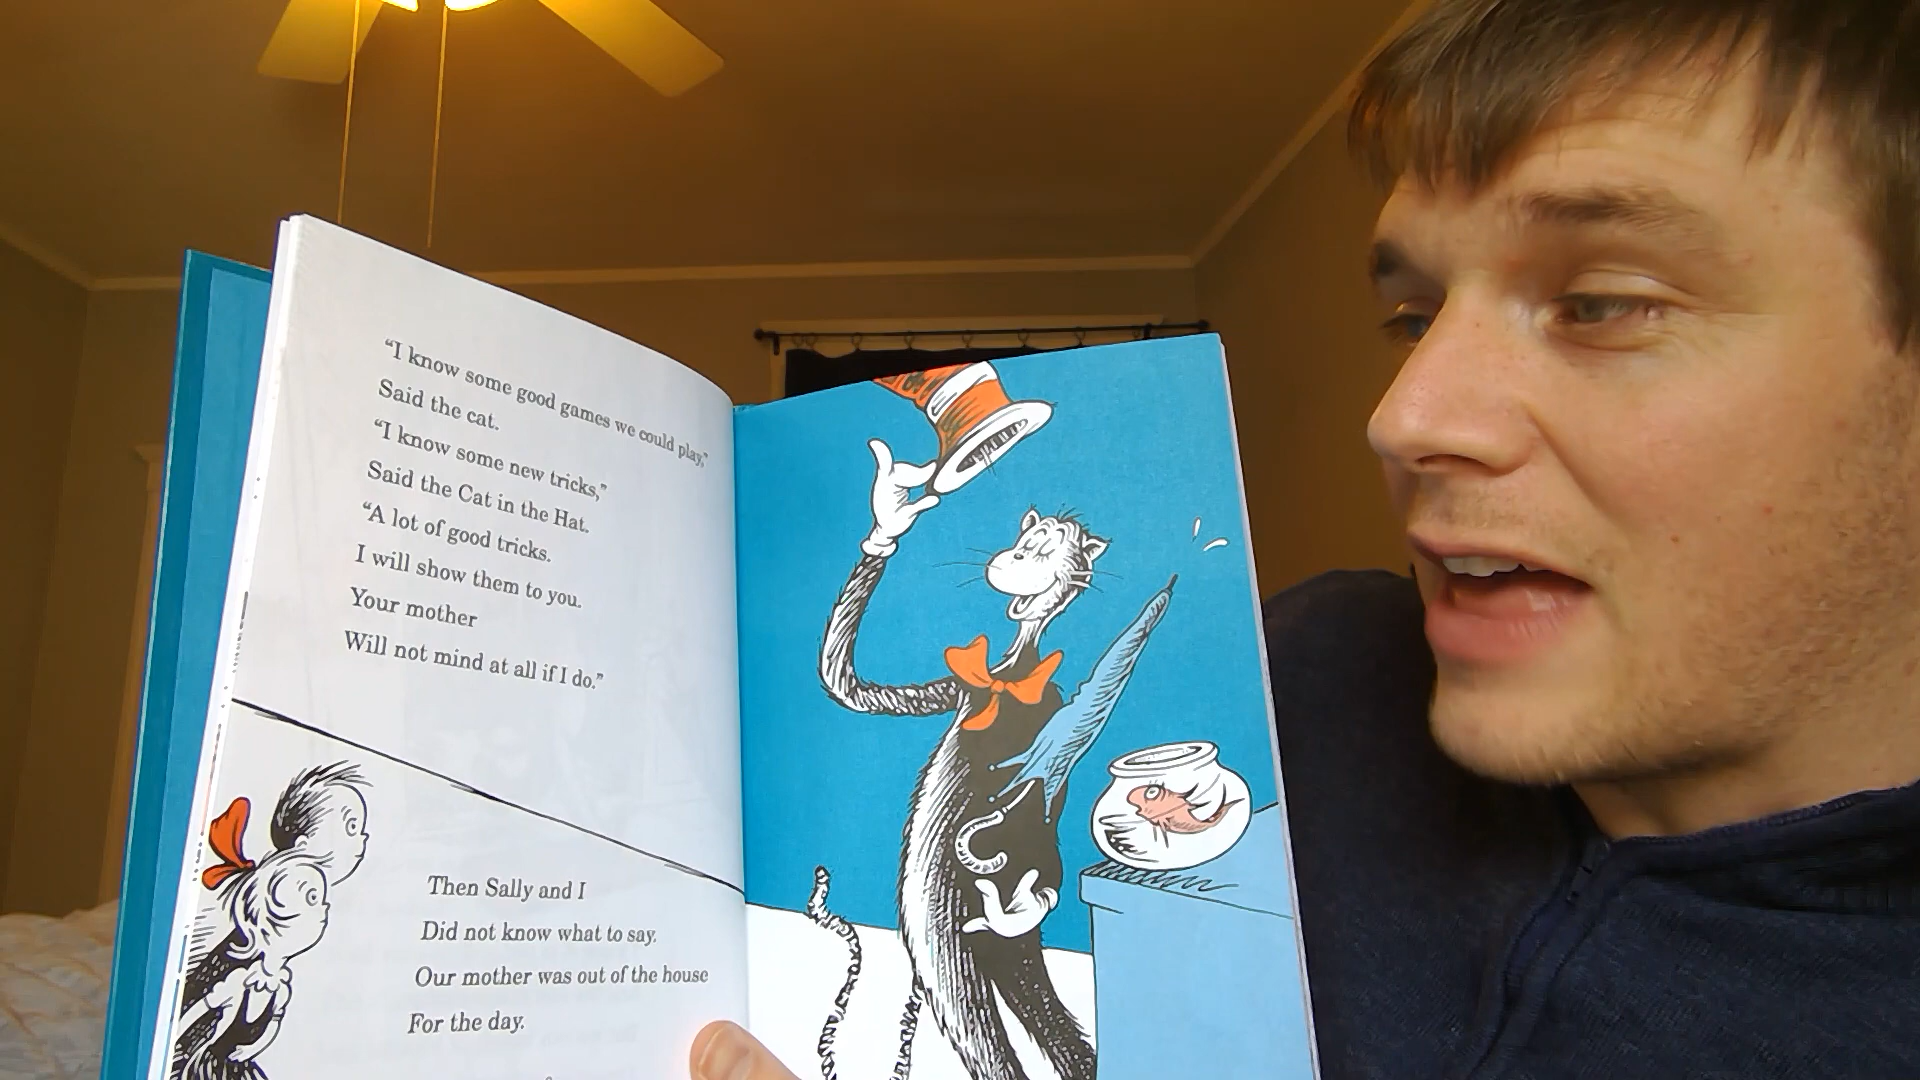 “I know some good games we could play,”
Said the cat.
“I know some new tricks,”
Said the Cat in the Hat.
“A lot of good tricks.
I will show them to you.
Your mother
Will not mind at all if I do.”
Then Sally and I
Did not know what to say.
Our mother was out of the house
For the day.